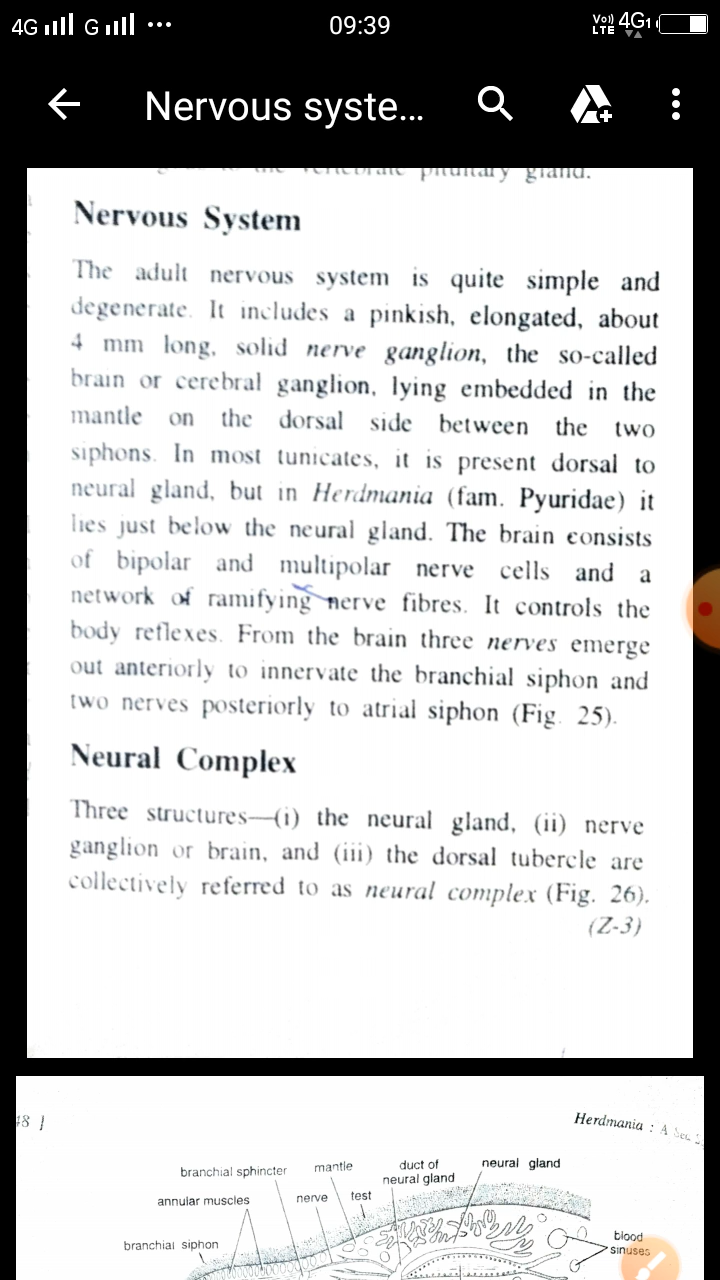 4G G ••• 09:39 Vo)) LTE 4G1
Nervous syste...
the vertebrate pituitary gland.
Nervous System
The adult nervous system is quite simple and
degenerate. It includes a pinkish, elongated, about
4 mm long, solid nerve ganglion, the so-called
brain or cerebral ganglion, lying embedded in the
mantle on the dorsal side between the two
siphons. In most tunicates, it is present dorsal to
neural gland, but in Herdmania (fam. Pyuridae) it
lies just below the neural gland. The brain consists
of bipolar and multipolar nerve cells and a
network of ramifying nerve fibres. It controls the
body reflexes. From the brain three nerves emerge
out anteriorly to innervate the branchial siphon and
two nerves posteriorly to atrial siphon (Fig. 25).
Neural Complex
Three structures—(i) the neural gland, (ii) nerve
ganglion or brain, and (iii) the dorsal tubercle are
collectively referred to as neural complex (Fig. 26).
(Z-3)
48 ]
Herdmania : A Sea
branchial sphincter
mantle
duct of
neural gland
neural gland
annular muscles
nerve
test
branchial siphon
blood
sinuses